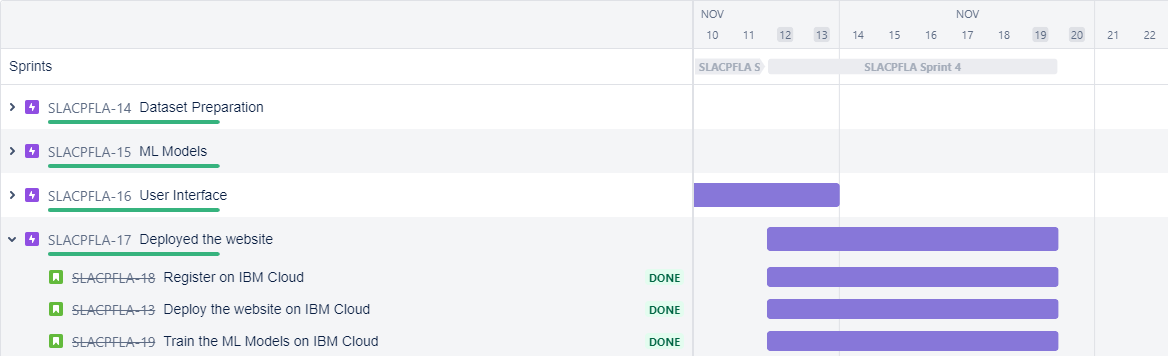 NOV NOV
10 11 12 13 14 15 16 17 18 19 20 21 22
Sprints SLACPFLA S SLACPFLA Sprint 4
SLACPFLA-14 Dataset Preparation
SLACPFLA-15 ML Models
SLACPFLA-16 User Interface
SLACPFLA-17 Deployed the website
SLACPFLA-18 Register on IBM Cloud DONE
SLACPFLA-13 Deploy the website on IBM Cloud DONE
SLACPFLA-19 Train the ML Models on IBM Cloud DONE